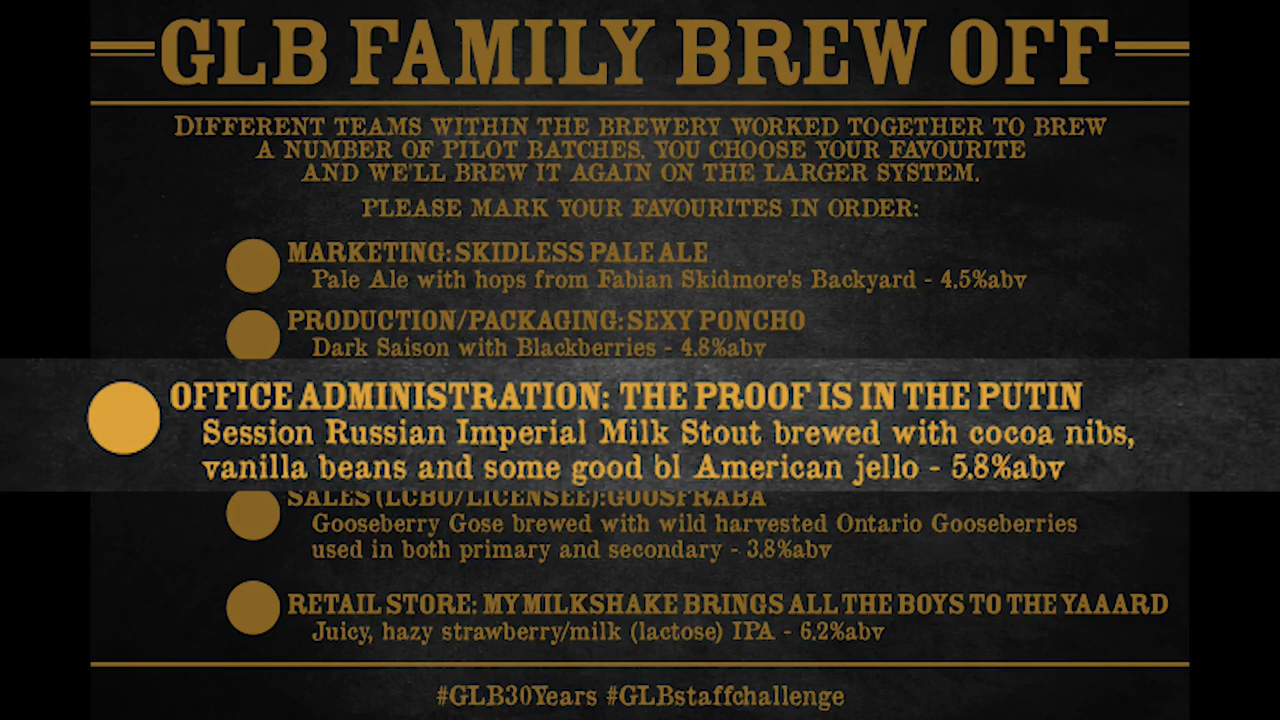 GLB FAMILY BREW OFF
DIFFERENT TEAMS WITHIN THE BREWERY WORKED TOGETHER TO BREW
A NUMBER OF PILOT BATCHES. YOU CHOOSE YOUR FAVOURITE
AND WE'LL BREW IT AGAIN ON THE LARGER SYSTEM.
PLEASE MARK YOUR FAVOURITES IN ORDER:
MARKETING: SKIDLESS PALE ALE
Pale Ale with hops from Fabian Skidmore's Backyard - 4.5%abv
PRODUCTION/PACKAGING: SEXY PONCHO
Dark Saison with Blackberries - 4.8%abv
OFFICE ADMINISTRATION: THE PROOF IS IN THE PUTIN
Session Russian Imperial Milk Stout brewed with cocoa nibs,
vanilla beans and some good bl American jello - 5.8%abv
SALES (LCBO/LICENSEE): GOOSFRABA
Gooseberry Gose brewed with wild harvested Ontario Gooseberries
used in both primary and secondary - 3.8%abv
RETAIL STORE: MY MILKSHAKE BRINGS ALL THE BOYS TO THE YAAARD
Juicy, hazy strawberry/milk (lactose) IPA - 6.2%abv
#GLB30Years #GLBstaffchallenge